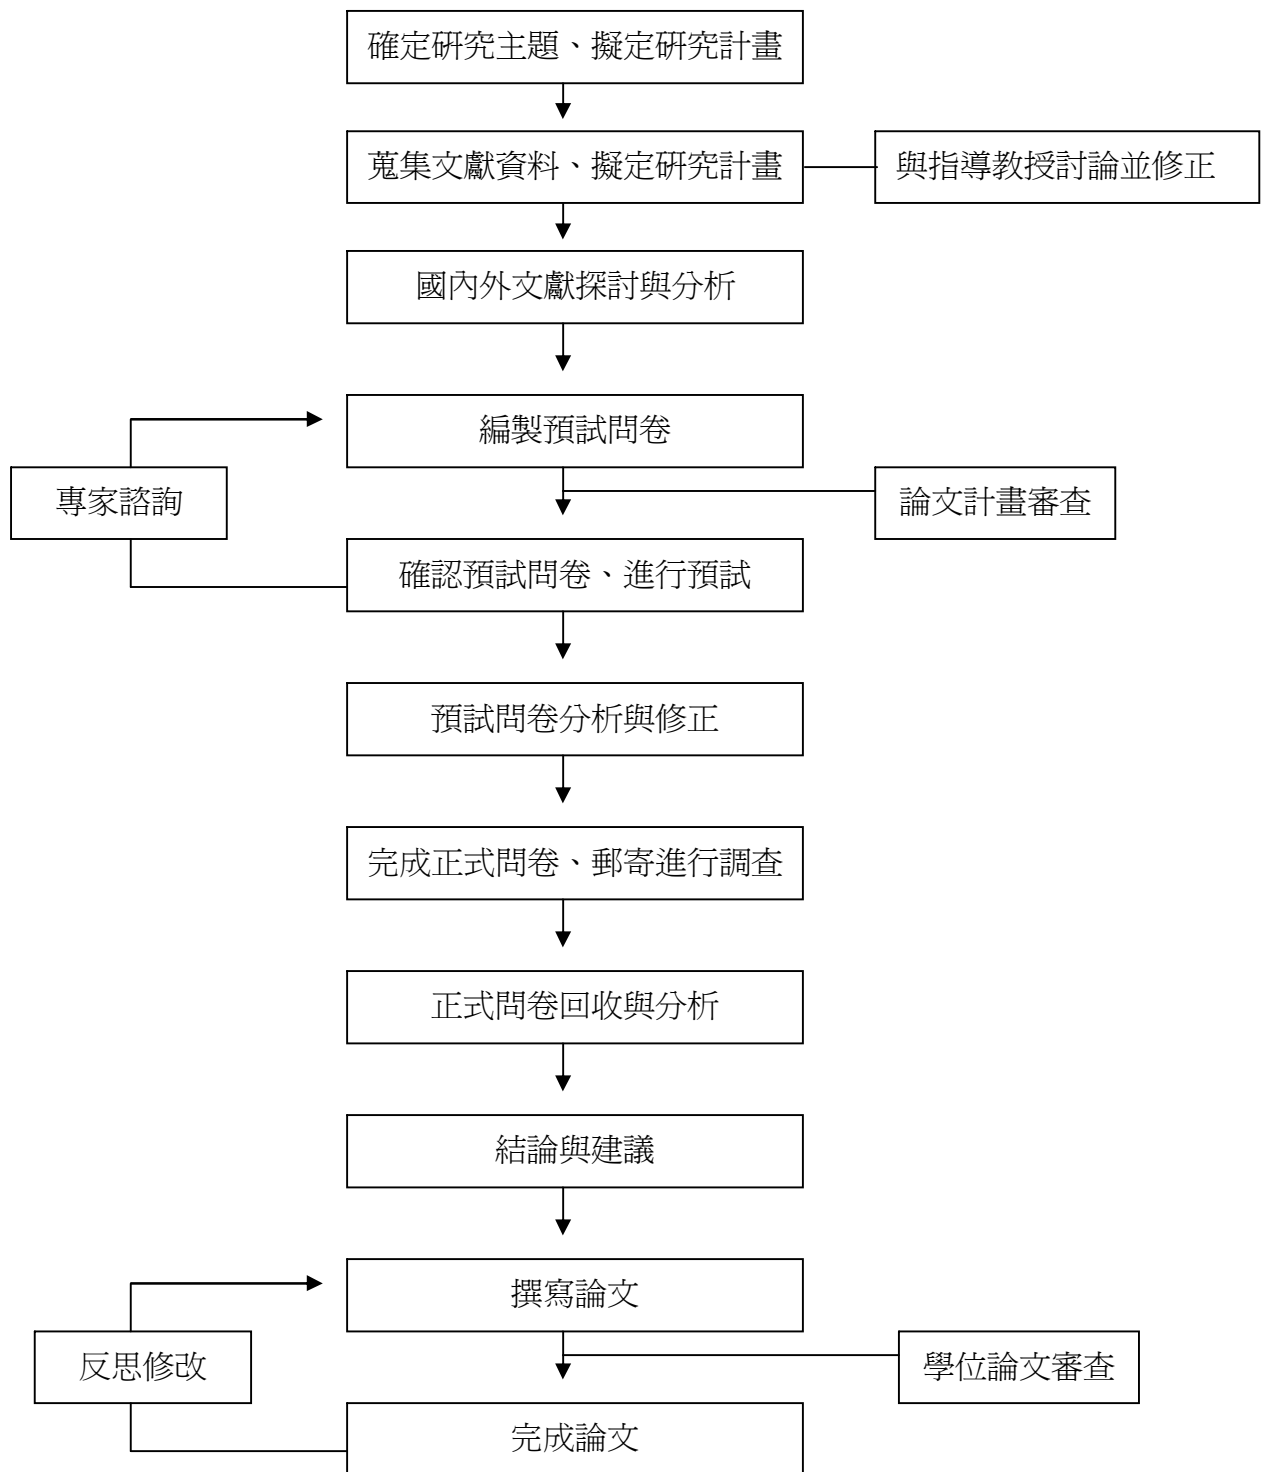 確定研究主題、擬定研究計畫
蒐集文獻資料、擬定研究計畫
與指導教授討論並修正
國內外文獻探討與分析
編製預試問卷
專家諮詢
論文計畫審查
確認預試問卷、進行預試
預試問卷分析與修正
完成正式問卷、郵寄進行調查
正式問卷回收與分析
結論與建議
撰寫論文
反思修改
學位論文審查
完成論文